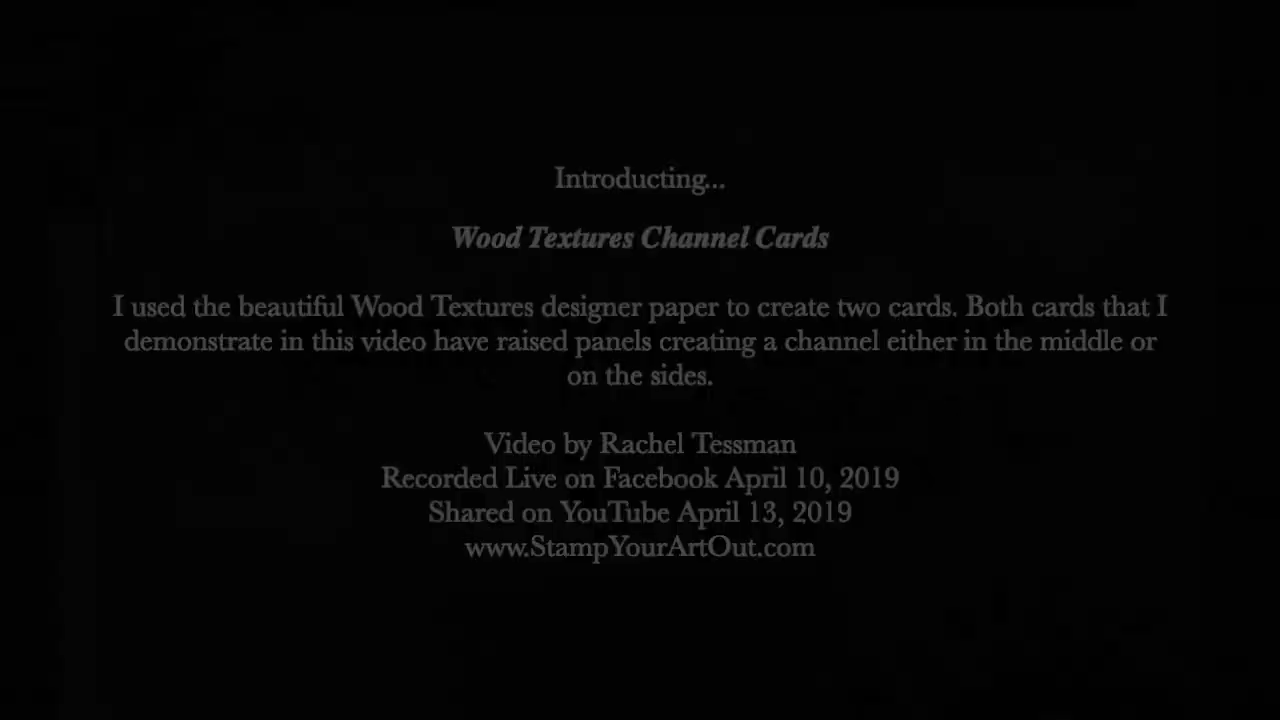 Introducting...
Wood Textures Channel Cards
I used the beautiful Wood Textures designer paper to create two cards. Both cards that I
demonstrate in this video have raised panels creating a channel either in the middle or
on the sides.
Video by Rachel Tessman
Recorded Live on Facebook April 10, 2019
Shared on YouTube April 13, 2019
www.StampYourArtOut.com